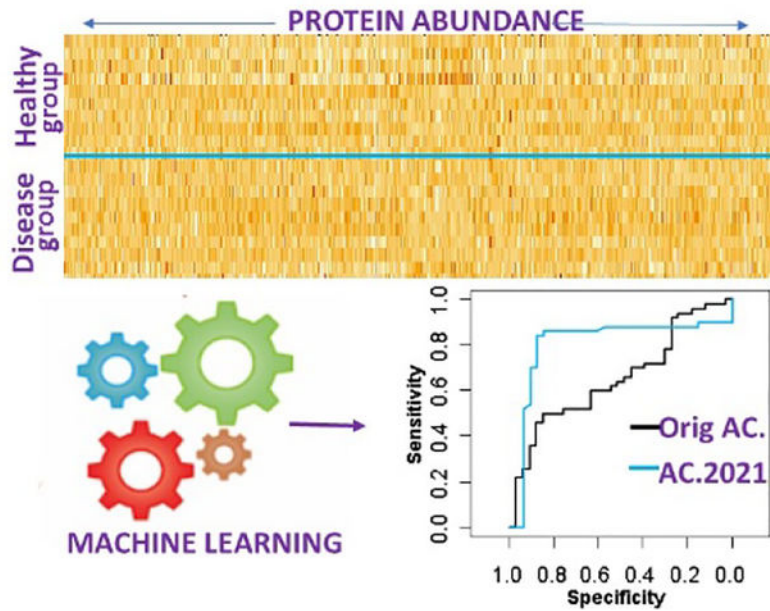 PROTEIN ABUNDANCE
Healthy
group
Disease
group
MACHINE LEARNING
Sensitivity
1.0
0.8
0.6
0.4
0.2
0.0
Orig AC.
AC.2021
1.0 0.8 0.6 0.4 0.2 0.0
Specificity